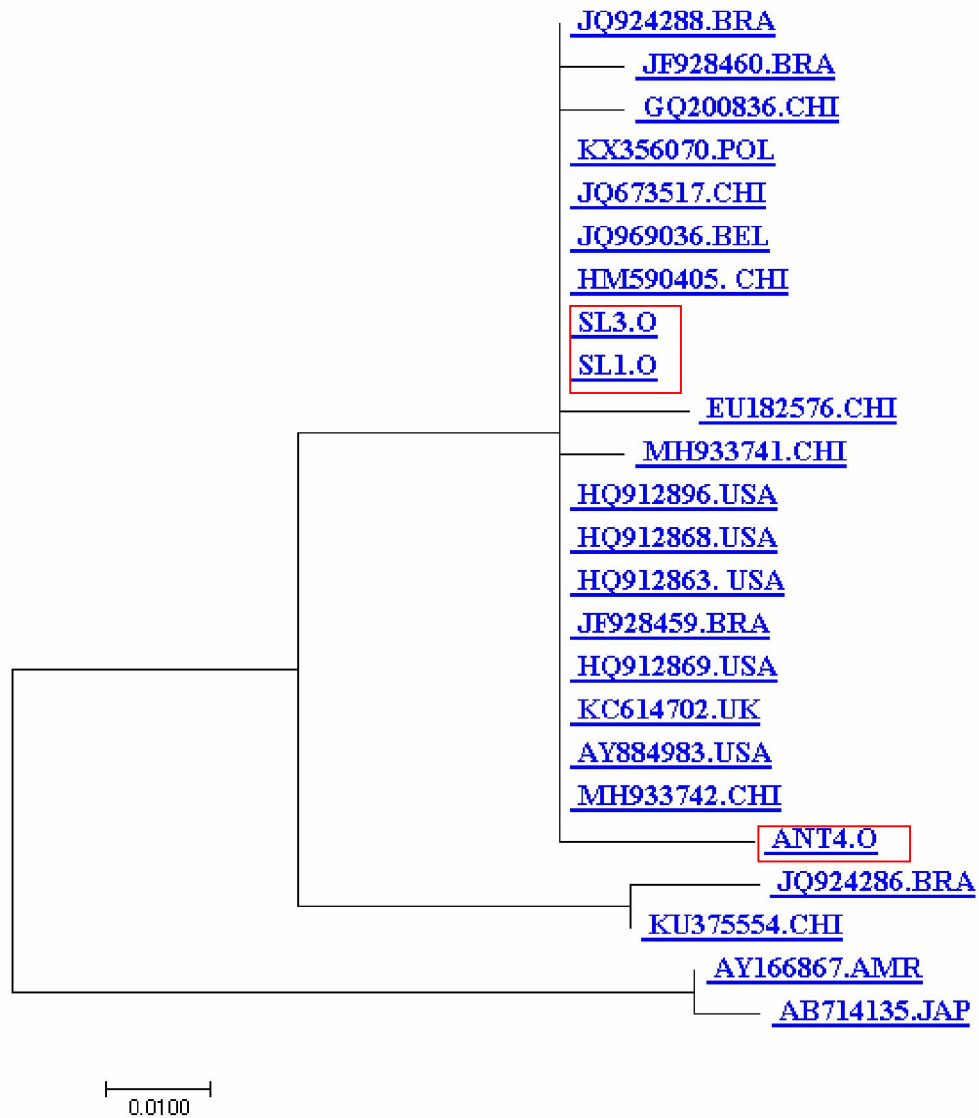 JQ924288.BRA
JF928460.BRA
GQ200836.CHI
KX356070.POL
JQ673517.CHI
JQ969036.BEL
HM590405. CHI
SL3.O
SL1.O
EU182576.CHI
MH933741.CHI
HQ912896.USA
HQ912868.USA
HQ912863. USA
JF928459.BRA
HQ912869.USA
KC614702.UK
AY884983.USA
MH933742.CHI
ANT4.O
JQ924286.BRA
KU375554.CHI
AY166867.AMR
AB714135.JAP
0.0100